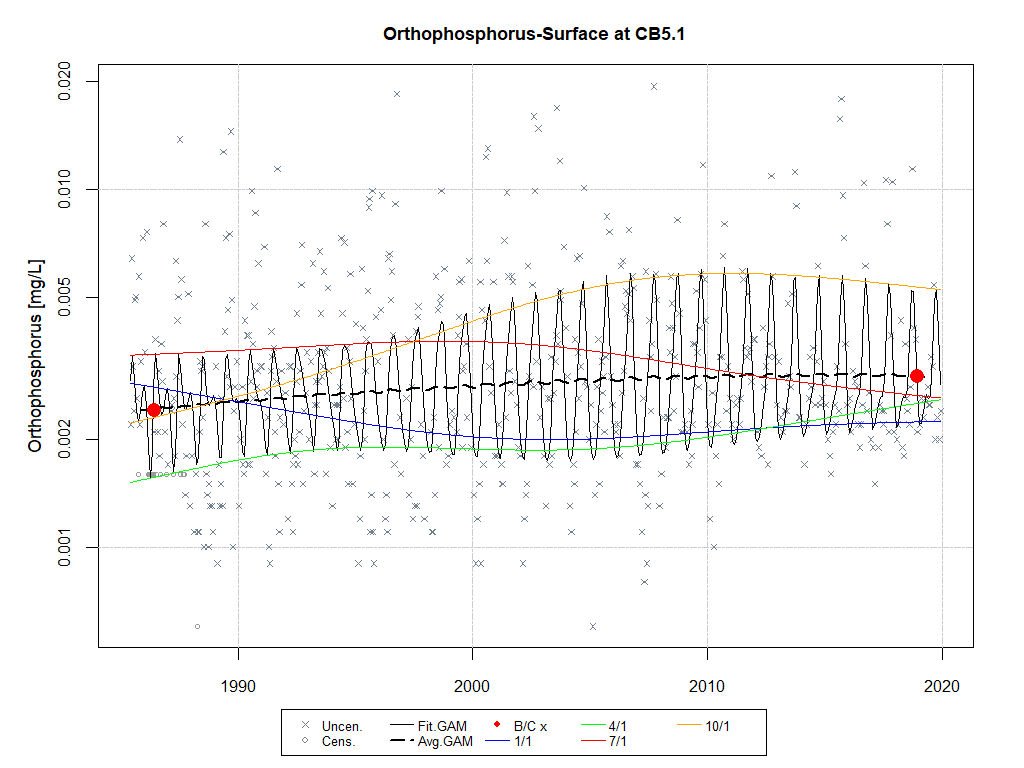 Orthophosphorus-Surface at CB5.1
Orthophosphorus [mg/L]
0.020
0.010
0.005
0.002
0.001
1990 2000 2010 2020
Uncen. Fit.GAM B/C x 4/1 10/1
Cens. Avg.GAM 1/1 7/1